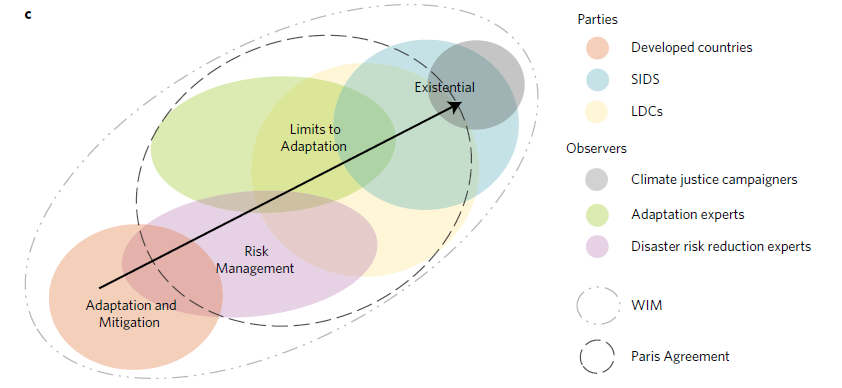 c
Existential
Limits to
Adaptation
Risk
Management
Adaptation and
Mitigation
Parties
Developed countries
SIDS
LDCs
Observers
Climate justice campaigners
Adaptation experts
Disaster risk reduction experts
WIM
Paris Agreement